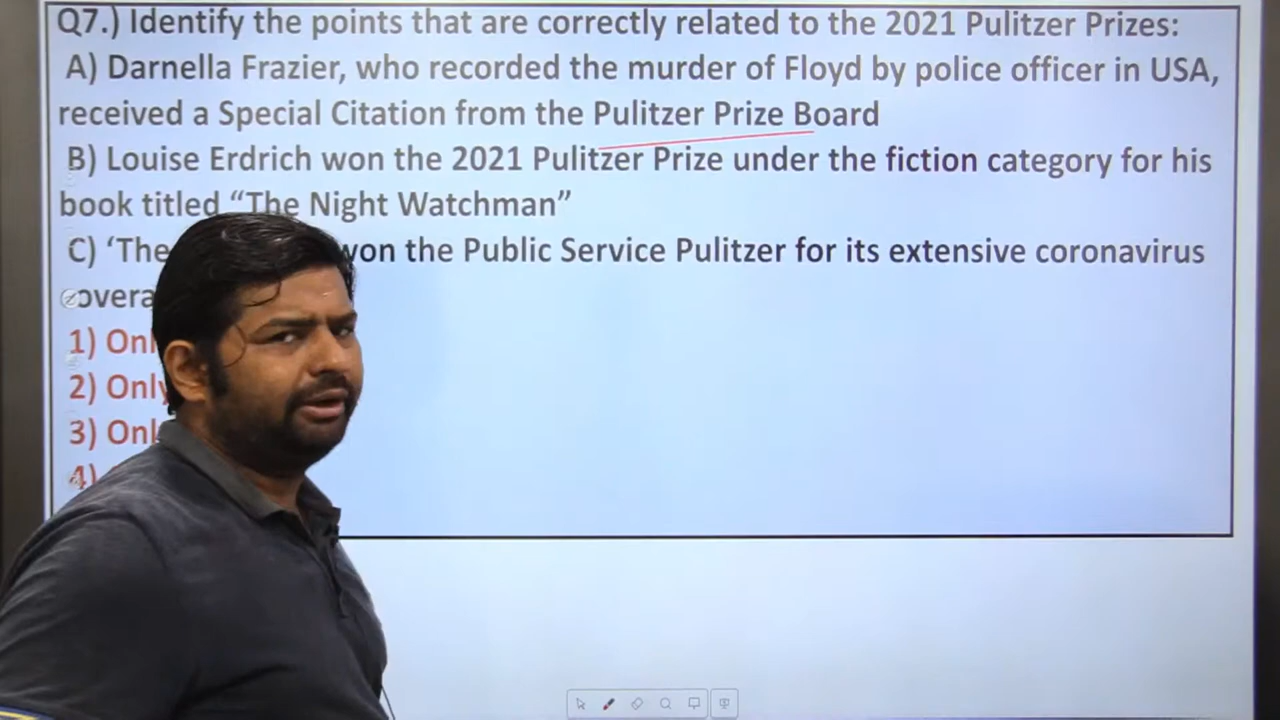 Q7.) Identify the points that are correctly related to the 2021 Pulitzer Prizes:
A) Darnella Frazier, who recorded the murder of Floyd by police officer in USA,
received a Special Citation from the Pulitzer Prize Board
B) Louise Erdrich won the 2021 Pulitzer Prize under the fiction category for his
book titled “The Night Watchman”
C) ‘The won the Public Service Pulitzer for its extensive coronavirus
1)
2) Only
3)
4)